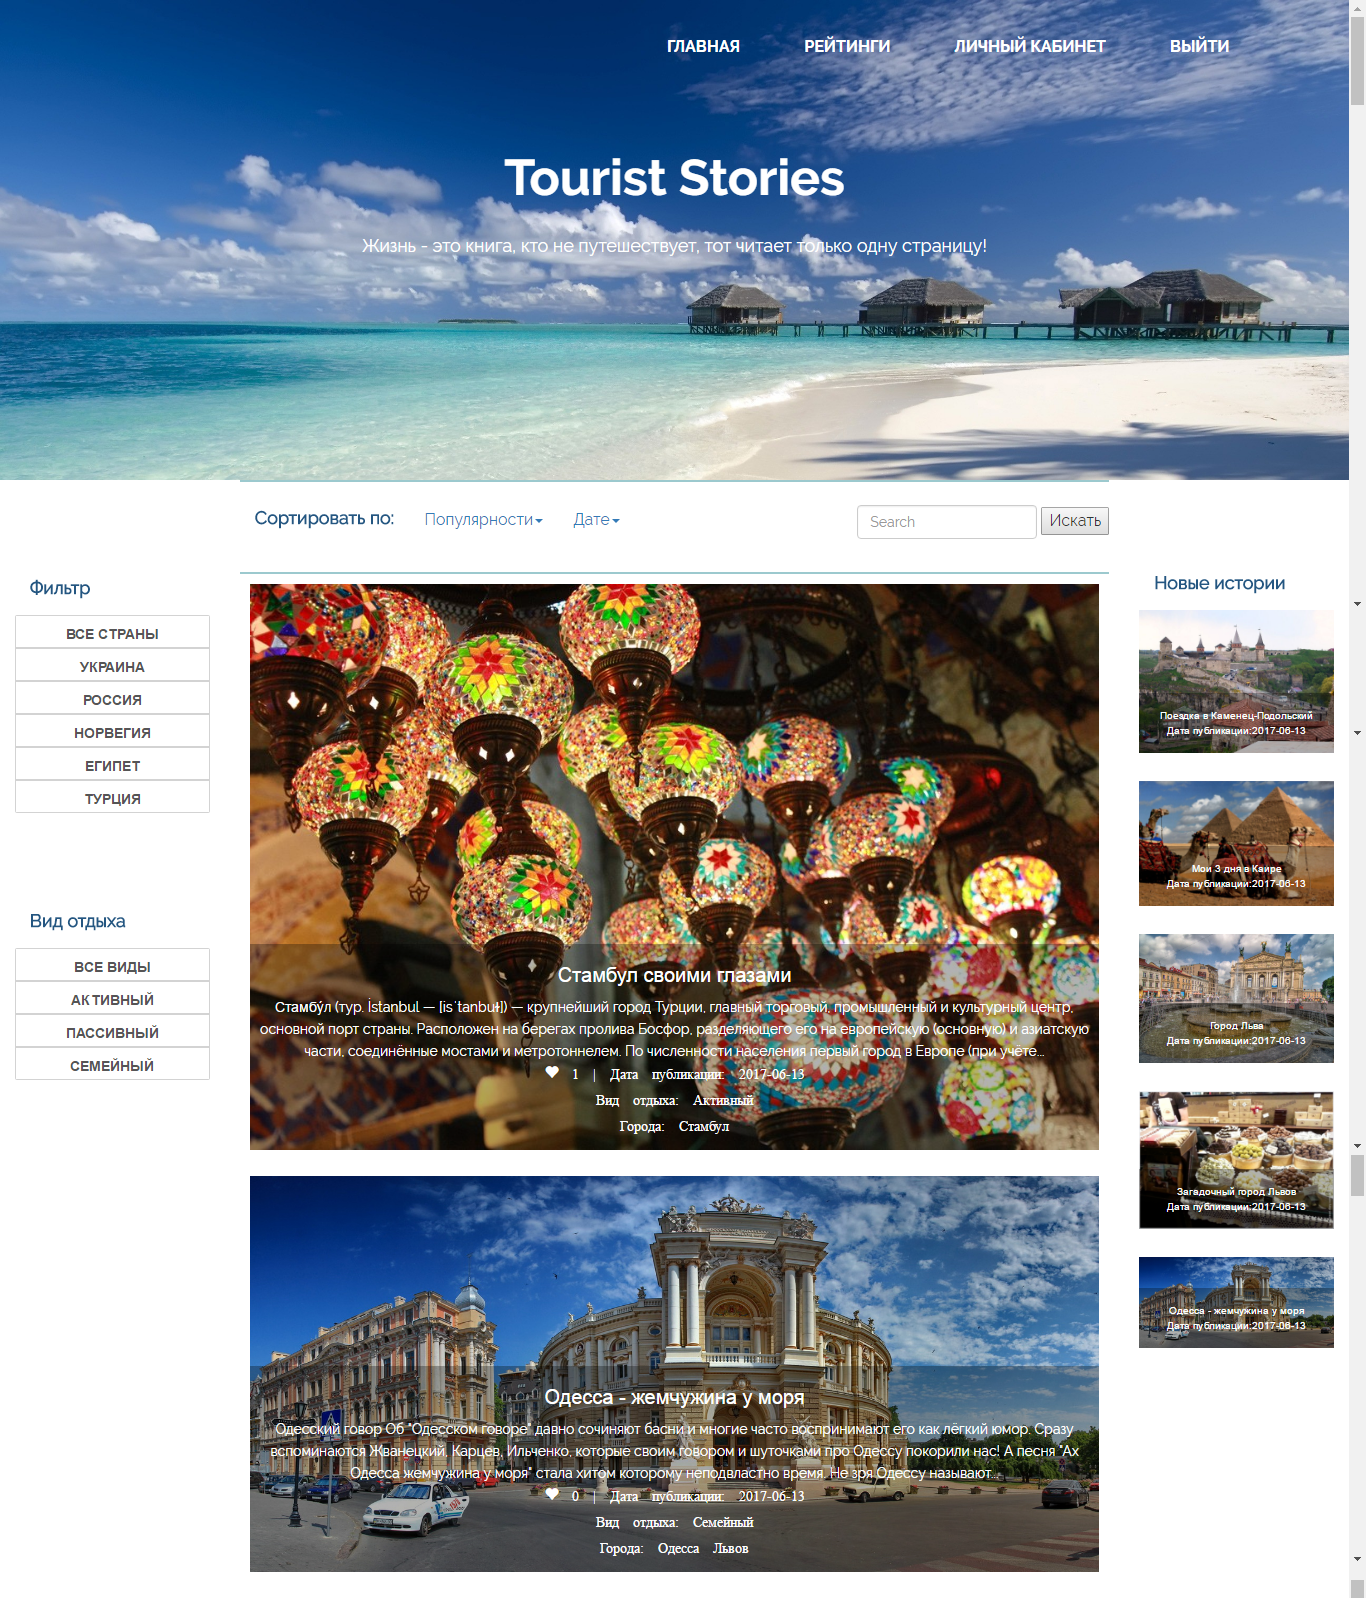 ГЛАВНАЯ РЕЙТИНГИ ЛИЧНЫЙ КАБИНЕТ ВЫЙТИ
Tourist Stories
Жизнь - это книга, кто не путешествует, тот читает только одну страницу!
Сортировать по: Популярности Дате Search Искать
Фильтр
ВСЕ СТРАНЫ
УКРАИНА
РОССИЯ
НОРВЕГИЯ
ЕГИПЕТ
ТУРЦИЯ
Вид отдыха
ВСЕ ВИДЫ
АКТИВНЫЙ
ПАССИВНЫЙ
СЕМЕЙНЫЙ
Стамбул своими глазами
Стамбу́л (тур. İstanbul — [isˈtanbuɫ]) — крупнейший город Турции, главный торговый, промышленный и культурный центр,
основной порт страны. Расположен на берегах пролива Босфор, разделяющего его на европейскую (основную) и азиатскую
части, соединённые мостами и метротоннелем. По численности населения первый город в Европе (при учёте...
1 | Дата публикации: 2017-06-13
Вид отдыха: Активный
Города: Стамбул
Одесса - жемчужина у моря
Одесский говор Об "Одесском говоре" давно сочиняют басни и многие часто воспринимают его как лёгкий юмор. Сразу
вспоминаются Жванецкий, Карцев, Ильченко, которые своим говором и шуточками про Одессу покорили нас! А песня "Ах
Одесса жемчужина у моря" стала хитом которому неподвластно время. Не зря Одессу называют...
0 | Дата публикации: 2017-06-13
Вид отдыха: Семейный
Города: Одесса Львов
Новые истории
Поездка в Каменец-Подольский
Дата публикации:2017-06-13
Мои 3 дня в Каире
Дата публикации:2017-06-13
Город Льва
Дата публикации:2017-06-13
Загадочный город Львов
Дата публикации:2017-06-13
Одесса - жемчужина у моря
Дата публикации:2017-06-13